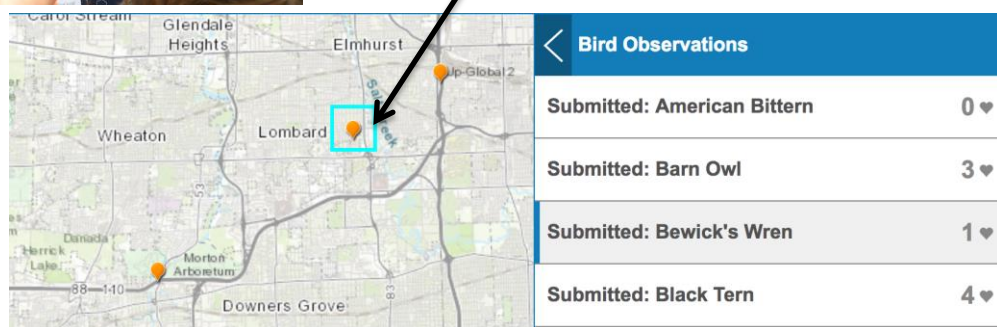 Carol Stream
Glendale
Heights
Elmhurst
Up-Global 2
Salt Creek
Wheaton
Lombard
53
Danada
Herrick
Lake
Morton
Arboretum
88
110
83
Downers Grove
Bird Observations
Submitted: American Bittern 0
Submitted: Barn Owl 3
Submitted: Bewick's Wren 1
Submitted: Black Tern 4